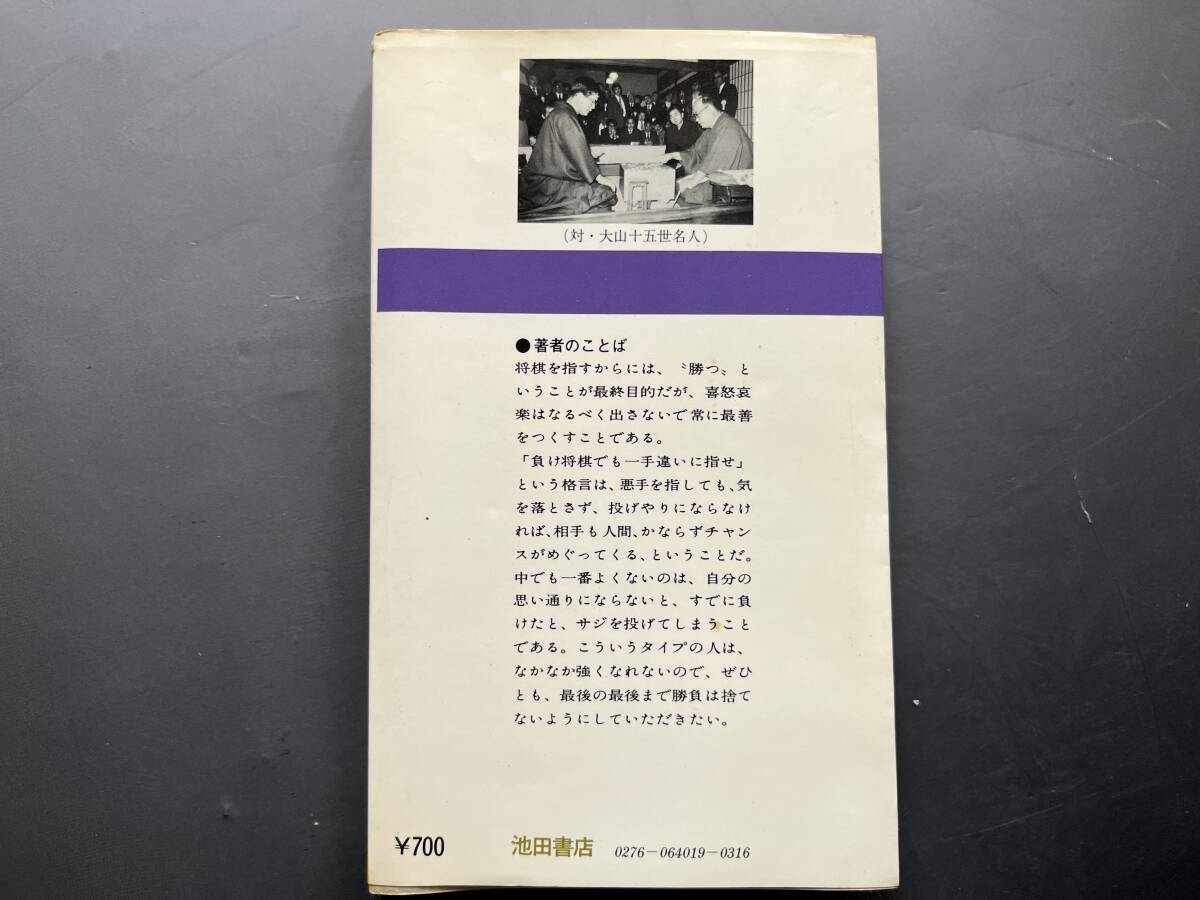 (対・大山十五世名人)
●著者のことば
将棋を指すからには、〝勝つ〟と
いうことが最終目的だが、喜怒哀
楽はなるべく出さないで常に最善
をつくすことである。
「負け将棋でも一手違いに指せ」
という格言は、悪手を指しても、気
を落とさず、投げやりにならなけ
れば、相手も人間、かならずチャン
スがめぐってくる、ということだ。
中でも一番よくないのは、自分の
思い通りにならないと、すでに負
けたと、サジを投げてしまうこと
である。こういうタイプの人は、
なかなか強くなれないので、ぜひ
とも、最後の最後まで勝負は捨て
ないようにしていただきたい。
¥700 池田書店 0276-064019-0316